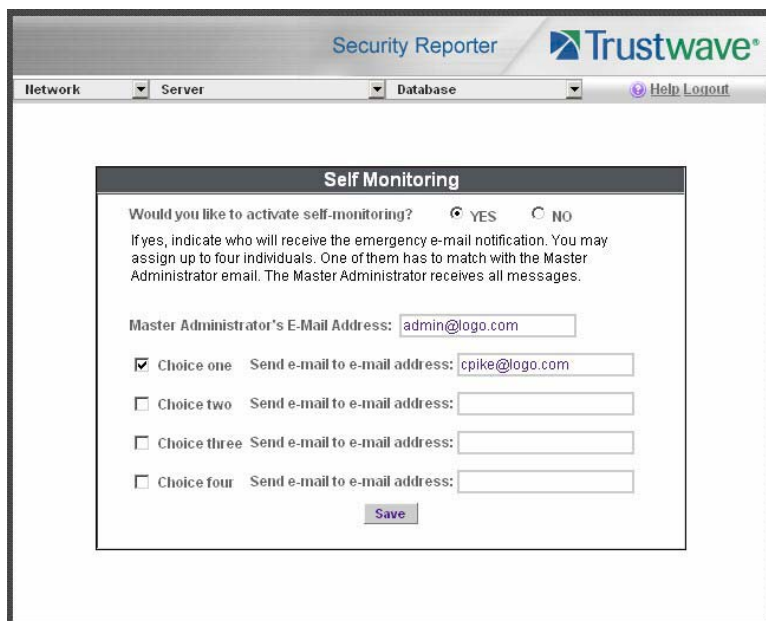 Security Reporter Trustwave®
Network Server Database Help Logout
Self Monitoring
Would you like to activate self-monitoring? YES NO
If yes, indicate who will receive the emergency e-mail notification. You may
assign up to four individuals. One of them has to match with the Master
Administrator email. The Master Administrator receives all messages.
Master Administrator's E-Mail Address: admin@logo.com
Choice one Send e-mail to e-mail address: cpike@logo.com
Choice two Send e-mail to e-mail address:
Choice three Send e-mail to e-mail address:
Choice four Send e-mail to e-mail address:
Save